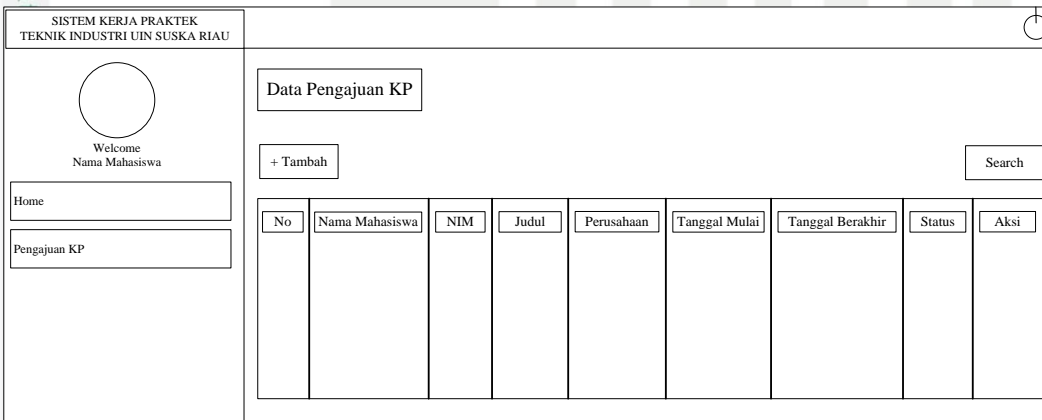 SISTEM KERJA PRAKTEK
TEKNIK INDUSTRI UIN SUSKA RIAU
Welcome
Nama Mahasiswa
Home
Pengajuan KP
Data Pengajuan KP
+ Tambah
Search
No Nama Mahasiswa NIM Judul Perusahaan Tanggal Mulai Tanggal Berakhir Status Aksi